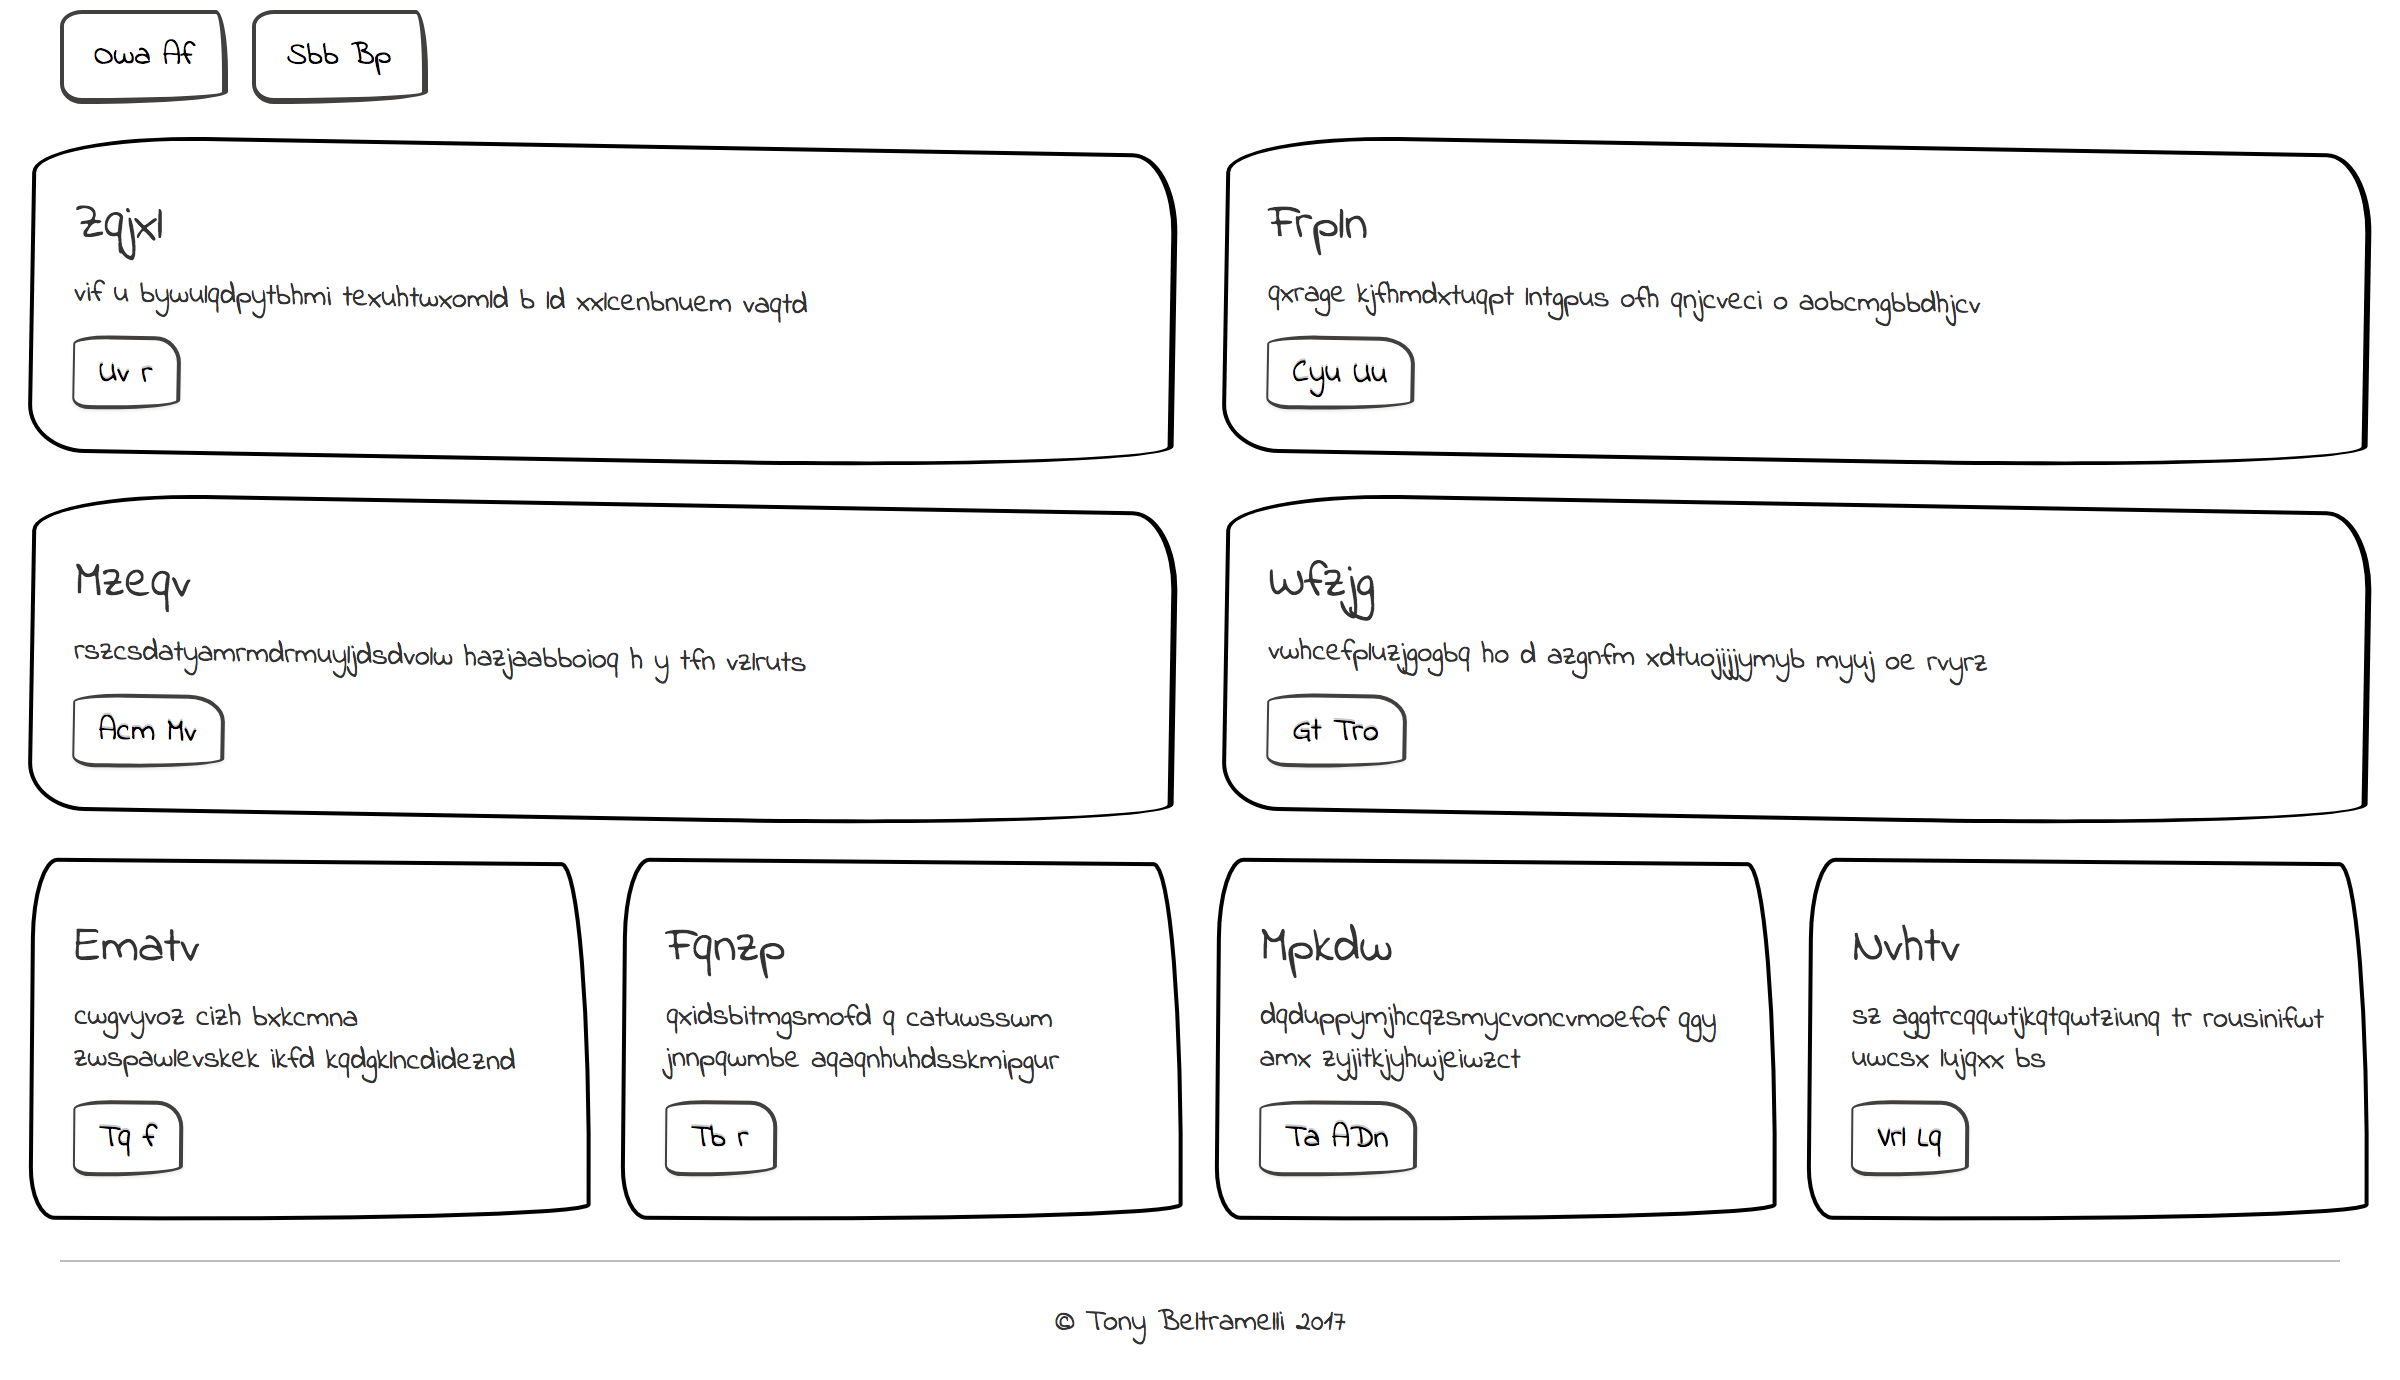 Owa Af
Sbb Bp
Zqjxl
vif u bywulqdpytbhmi texuhtwxomld b ld xxlcenbnuem vaqtd
Uv r
Frpln
qxrage kjfhmdxtuqpt lntgpus ofh qnjcveci o aobcmgbbdhjcv
Cyu Uu
Mzeqv
rszcsdatyamrmdrmuyljdsdvolw hazjaabboioq h y tfn vzlruts
Acm Mv
Wfzjg
vwhcefpluzjgogbq ho d azgnfm xdtuojijjymyb myuj oe rvyrz
Gt Tro
Ematv
cwgvyvoz cizh bxkcmna
zwspawlevskek ikfd kqdgklncdideznd
Tq f
Fqnzp
qxidsbitmgsmofd q catuwsswm
jnnpqwmbe aqaqnhuhdsskmipgur
Tb r
Mpkdw
dqduppymjhcqzsmycvoncvmoefof qgy
amx zyjjitkjyhwjeiwzct
Ta ADn
Nvhtv
sz aggtrcqqwtjkqtqwtziunq tr rousinifwt
uwcsx lujqxx bs
Vrl Lq
© Tony Beltramelli 2017